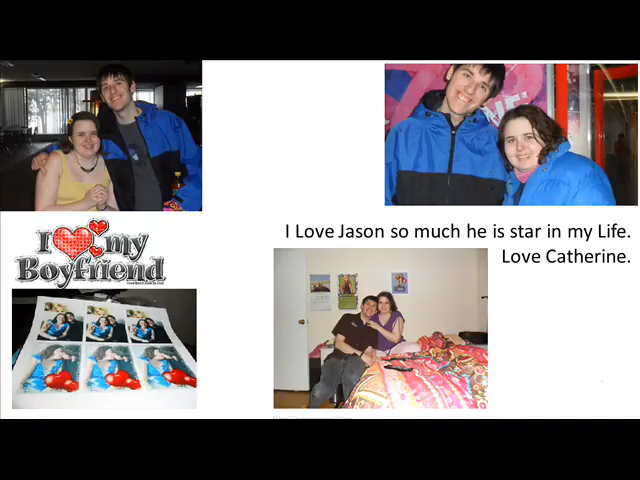 I Love Jason so much he is star in my Life.
Love Catherine.
I my
Boyfriend